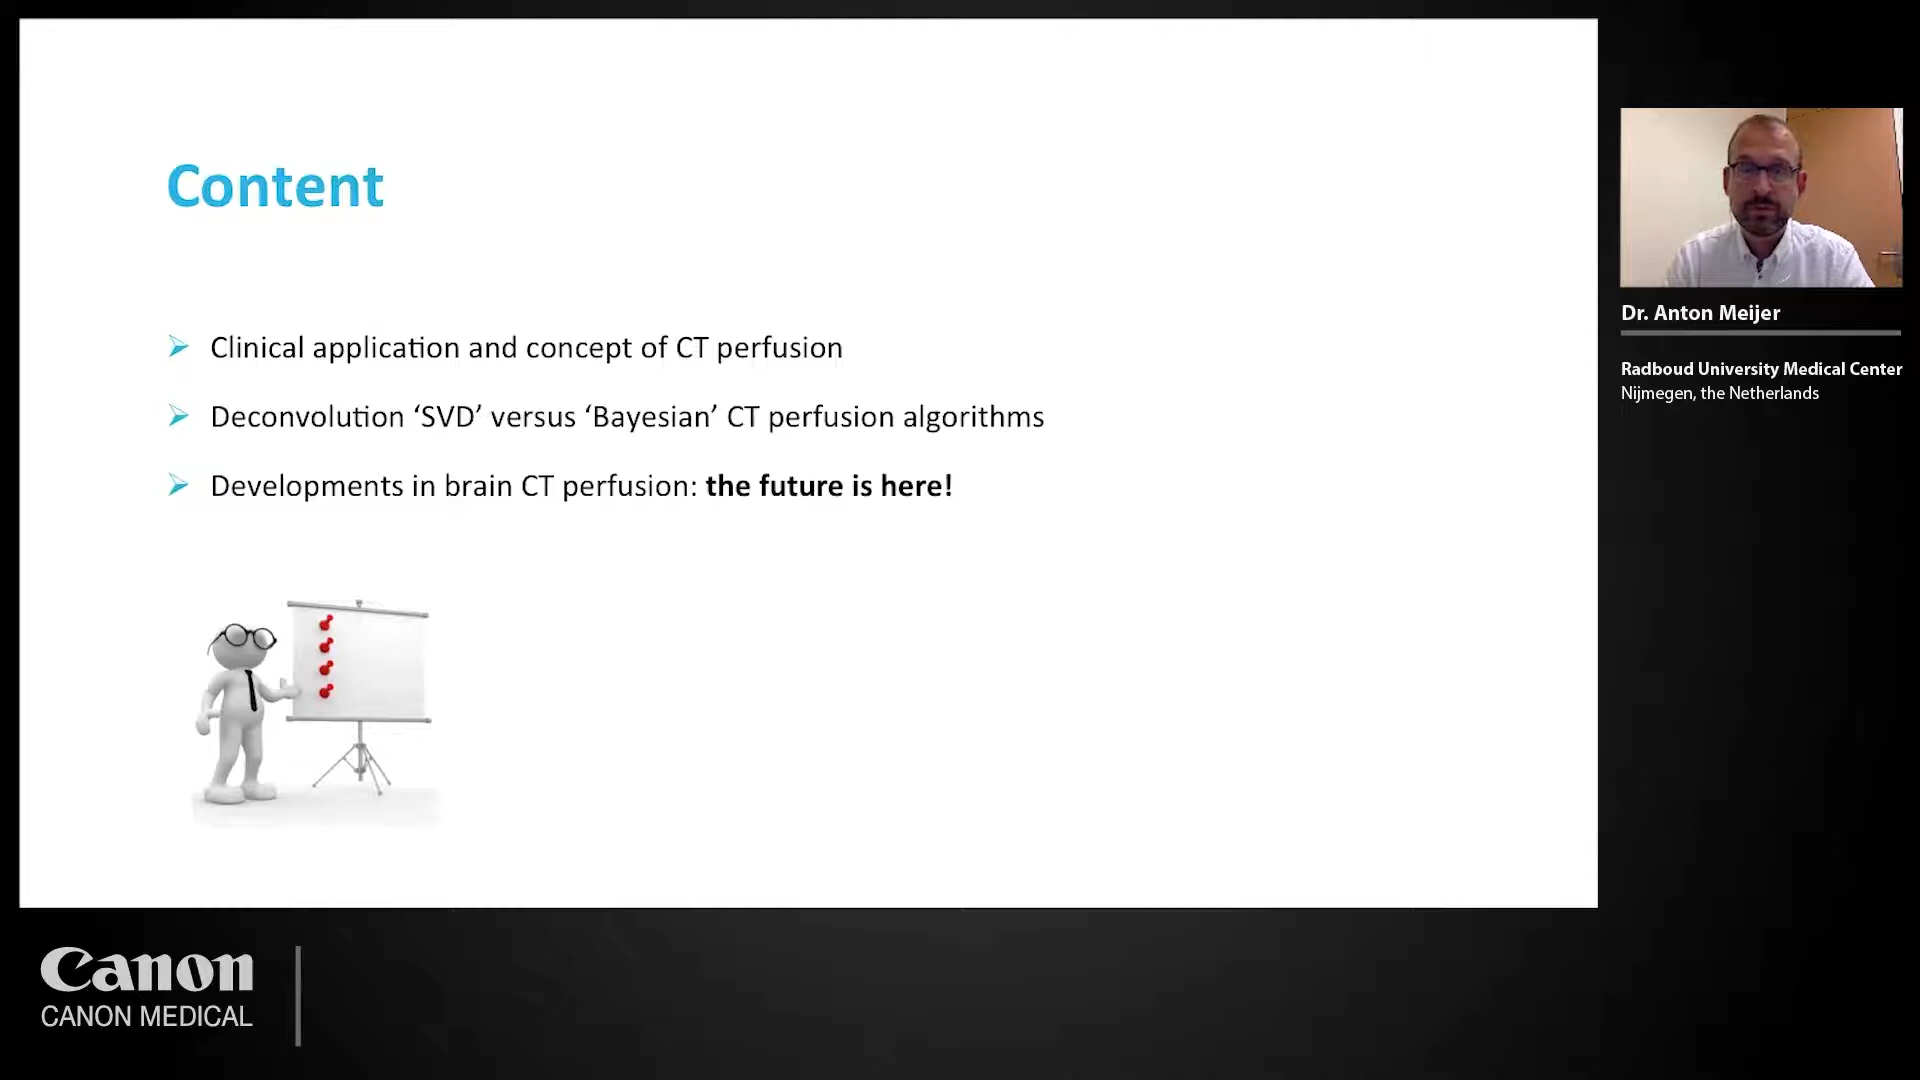 Content
Clinical application and concept of CT perfusion
Deconvolution ‘SVD’ versus ‘Bayesian’ CT perfusion algorithms
Developments in brain CT perfusion: the future is here!
Dr. Anton Meijer
Radboud University Medical Center
Nijmegen, the Netherlands
Canon
CANON MEDICAL